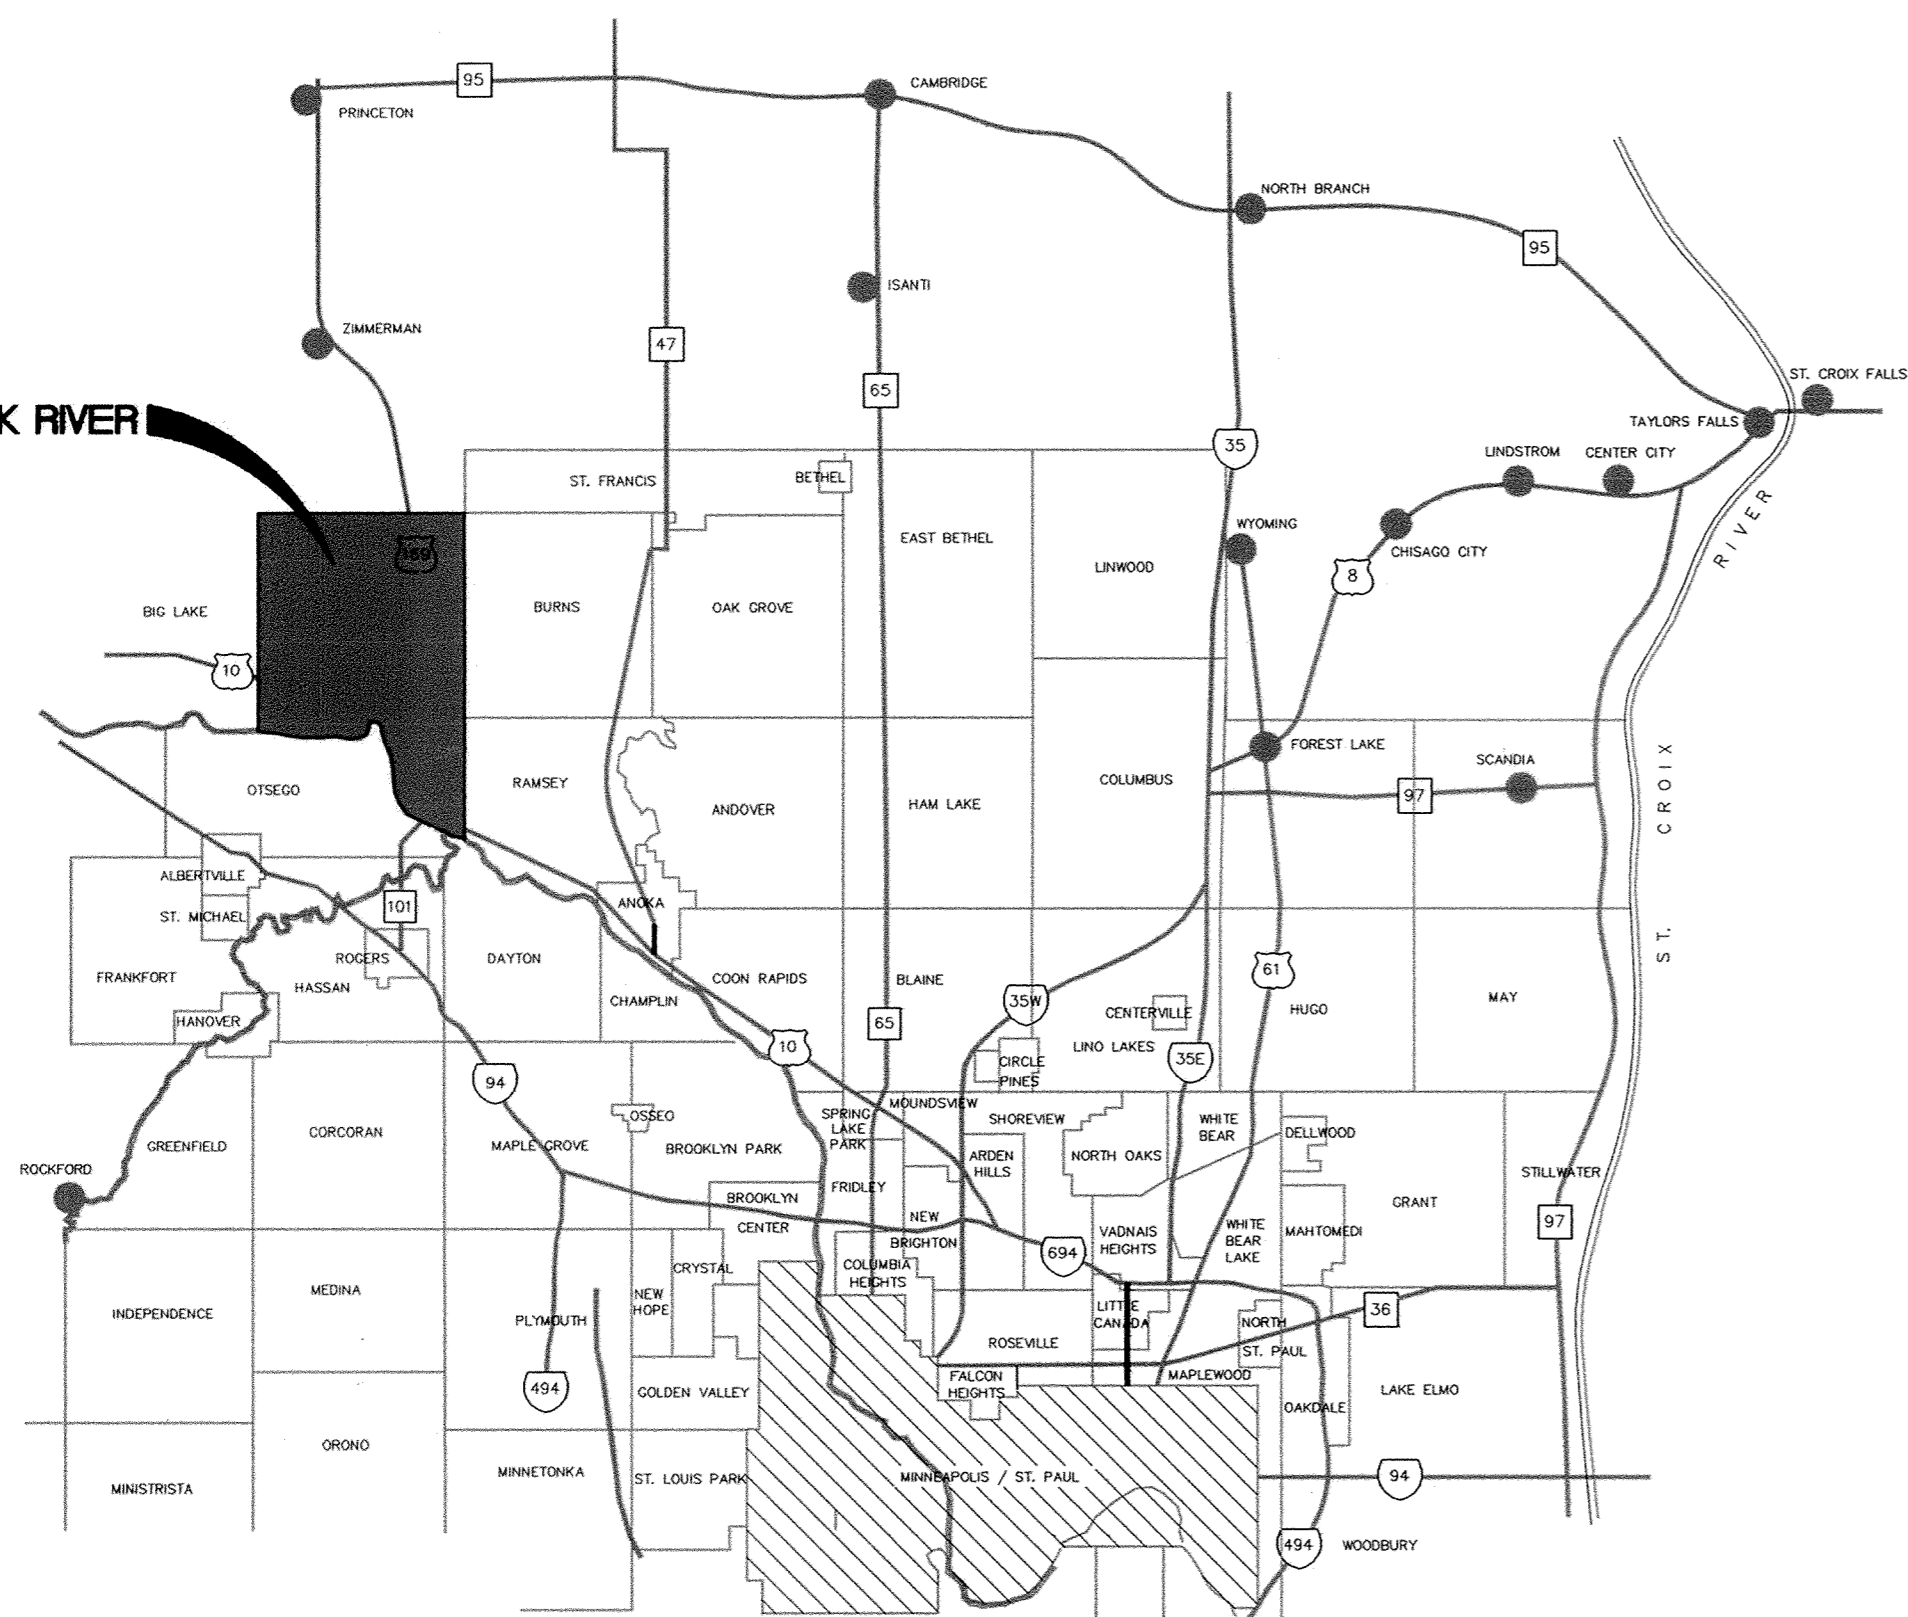 95
CAMBRIDGE
PRINCETON
NORTH BRANCH
95
ISANTI
ZIMMERMAN
47
65
ST. CROIX FALLS
TAYLORS FALLS
K RIVER
35
LINDSTROM
CENTER CITY
ST. FRANCIS
BETHEL
WYOMING
RIVER
EAST BETHEL
CHISAGO CITY
169
LINWOOD
8
BIG LAKE
BURNS
OAK GROVE
10
FOREST LAKE
SCANDIA
ST. CROIX
OTSEGO
RAMSEY
COLUMBUS
97
ANDOVER
HAM LAKE
ALBERTVILLE
101
ANOKA
ST. MICHAEL
ROGERS
DAYTON
61
FRANKFORT
HASSAN
COON RAPIDS
BLAINE
CHAMPLIN
35W
MAY
HANOVER
65
CENTERVILLE
HUGO
10
LINO LAKES
35E
CIRCLE
PINES
94
MOUNDSVIEW
OSSEO
SPRING
LAKE
PARK
SHOREVIEW
WHITE
BEAR
DELLWOOD
GREENFIELD
CORCORAN
MAPLE GROVE
BROOKLYN PARK
ARDEN
HILLS
NORTH OAKS
ROCKFORD
STILLWATER
FRIDLEY
BROOKLYN
CENTER
GRANT
NEW
BRIGHTON
VADNAIS
HEIGHTS
WHITE
BEAR
LAKE
MAHTOMEDI
97
694
CRYSTAL
COLUMBIA
HEIGHTS
MEDINA
NEW
HOPE
INDEPENDENCE
PLYMOUTH
LITTLE
CANADA
36
NORTH
ST. PAUL
ROSEVILLE
494
GOLDEN VALLEY
FALCON
HEIGHTS
MAPLEWOOD
LAKE ELMO
OAKDALE
ORONO
MINNETONKA
ST. LOUIS PARK
MINNEAPOLIS / ST. PAUL
94
MINISTRISTA
494
WOODBURY